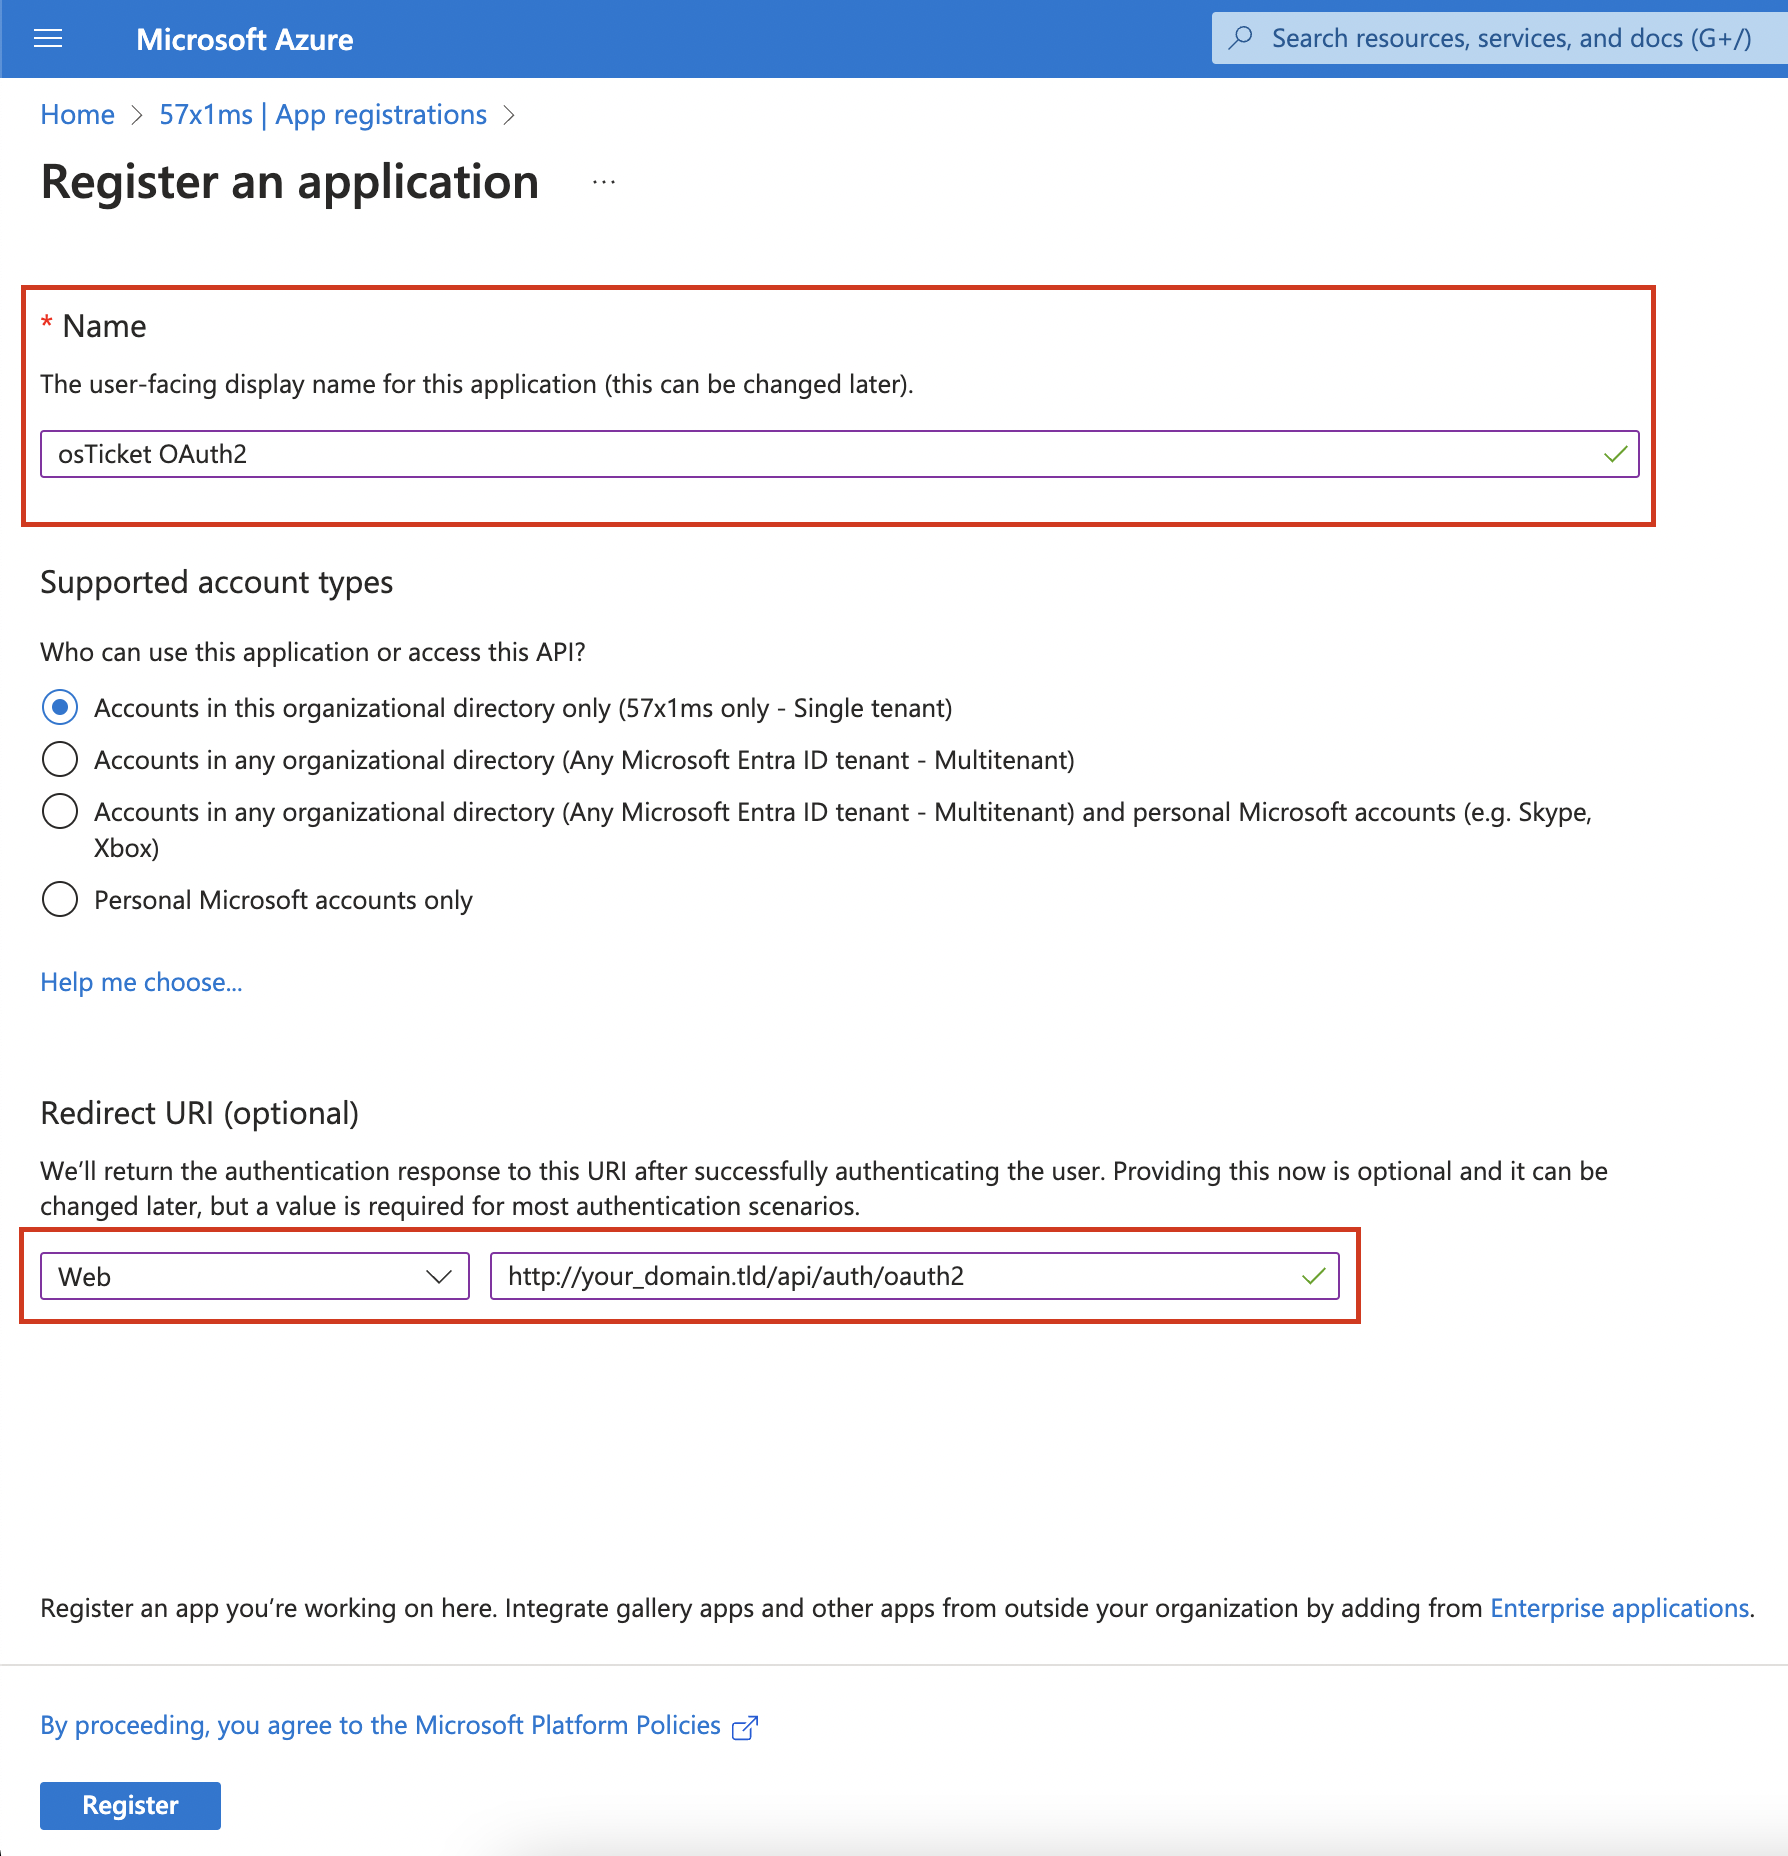 Microsoft Azure
Search resources, services, and docs (G+/)
Home > 57x1ms | App registrations >
Register an application ...
* Name
The user-facing display name for this application (this can be changed later).
osTicket OAuth2
Supported account types
Who can use this application or access this API?
Accounts in this organizational directory only (57x1ms only - Single tenant)
Accounts in any organizational directory (Any Microsoft Entra ID tenant - Multitenant)
Accounts in any organizational directory (Any Microsoft Entra ID tenant - Multitenant) and personal Microsoft accounts (e.g. Skype,
Xbox)
Personal Microsoft accounts only
Help me choose...
Redirect URI (optional)
We’ll return the authentication response to this URI after successfully authenticating the user. Providing this now is optional and it can be
changed later, but a value is required for most authentication scenarios.
Web
http://your_domain.tld/api/auth/oauth2
Register an app you’re working on here. Integrate gallery apps and other apps from outside your organization by adding from Enterprise applications.
By proceeding, you agree to the Microsoft Platform Policies
Register